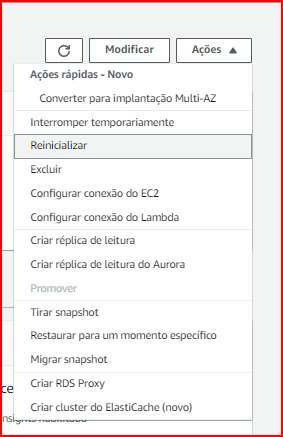 Modificar
Ações
Ações rápidas - Novo
Converter para implantação Multi-AZ
Interromper temporariamente
Reinicializar
Excluir
Configurar conexão do EC2
Configurar conexão do Lambda
Criar réplica de leitura
Criar réplica de leitura do Aurora
Promover
Tirar snapshot
Restaurar para um momento específico
Migrar snapshot
Criar RDS Proxy
Criar cluster do ElastiCache (novo)